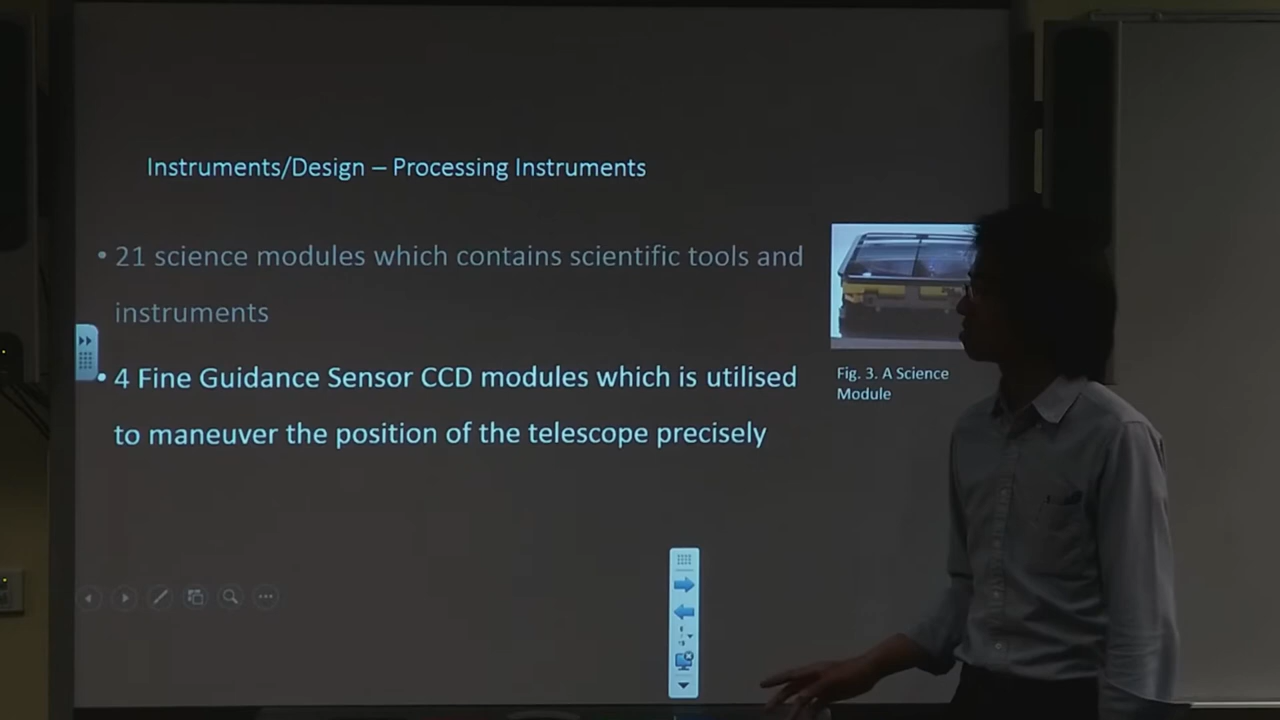 Instruments/Design – Processing Instruments
• 21 science modules which contains scientific tools and
instruments
• 4 Fine Guidance Sensor CCD modules which is utilised
to maneuver the position of the telescope precisely
Fig. 3. A Science
Module